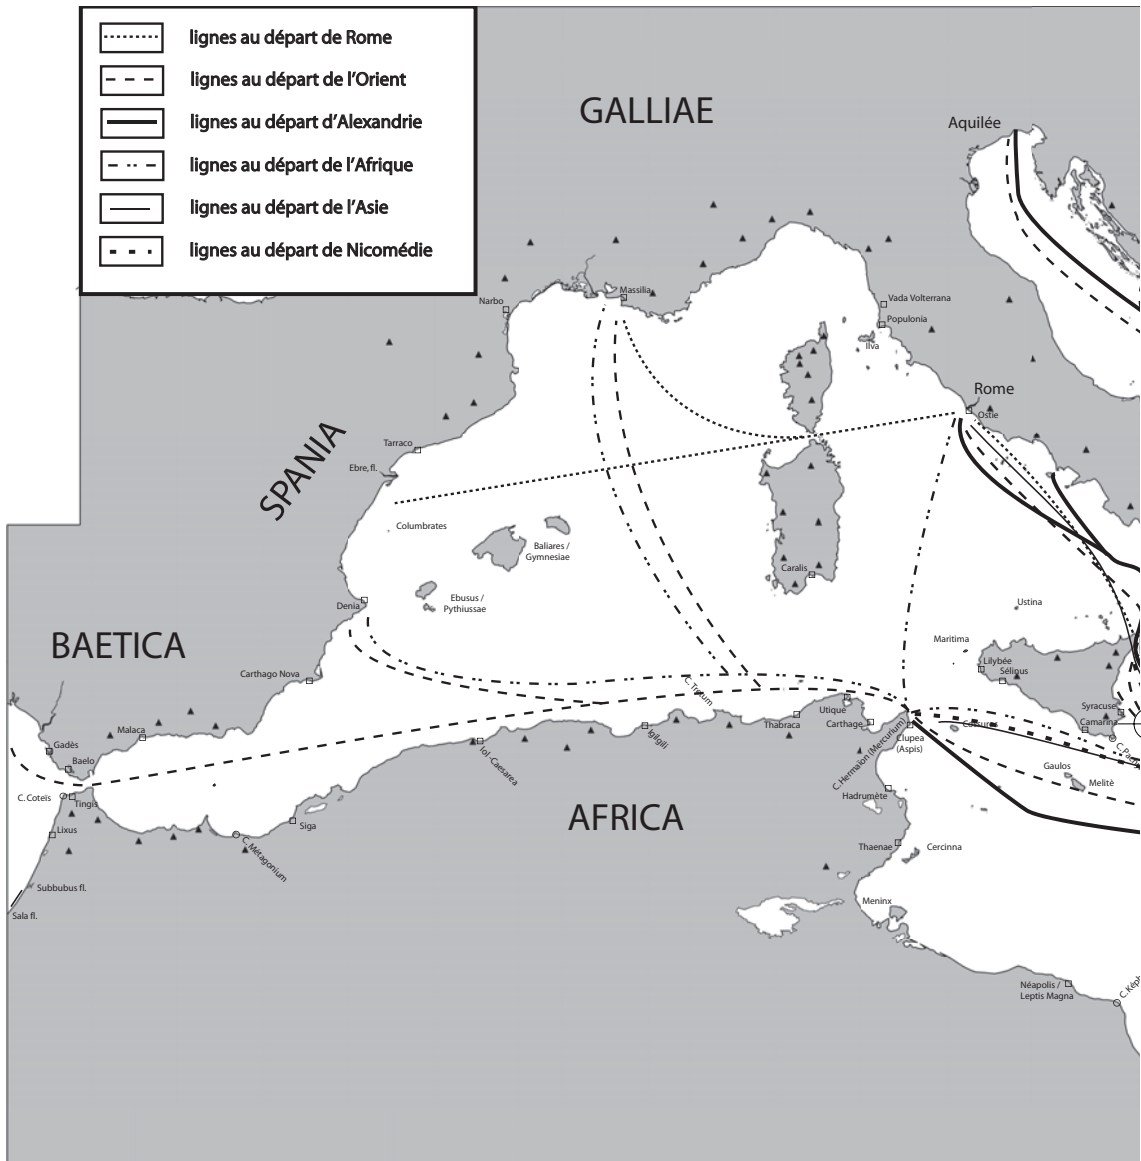 lignes au départ de Rome
lignes au départ de l'Orient
lignes au départ d'Alexandrie
lignes au départ de l'Afrique
lignes au départ de l'Asie
lignes au départ de Nicomédie
GALLIAE
Aquilée
Narbo
Massilia
Vada Volterrana
Populonia
Ilva
Rome
Ostie
SPANIA
Tarraco
Ebre, fl.
Columbrates
Baliares /
Gymnesiae
Ebusus /
Pythiussae
Denia
Caralis
Ustina
Maritima
Lilybée
Sélinus
BAETICA
Carthago Nova
Malaca
Gadès
Baelo
C. Coteïs
Tingis
Lixus
Subbubus fl.
Sala fl.
C. Métagonium
Siga
Iol-Caesarea
Igilgili
C. Tretum
Thabraca
Utique
Carthage
C. Hermaïon (Mercurium)
Clupea
(Aspis)
Cossures
Syracuse
Camarina
Gaulos
Melitè
AFRICA
Hadrumète
Thaenae
Cercinna
Meninx
Néapolis /
Leptis Magna